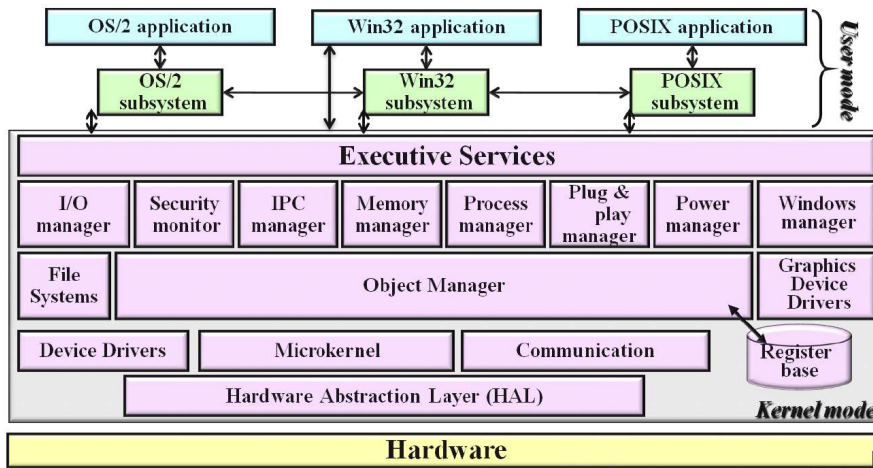 OS/2 application
Win32 application
POSIX application
OS/2
subsystem
Win32
subsystem
POSIX
subsystem
User mode
Executive Services
I/O
manager
Security
monitor
IPC
manager
Memory
manager
Process
manager
Plug &
play
manager
Power
manager
Windows
manager
File
Systems
Object Manager
Graphics
Device
Drivers
Device Drivers
Microkernel
Communication
Register
base
Hardware Abstraction Layer (HAL)
Kernel mode
Hardware